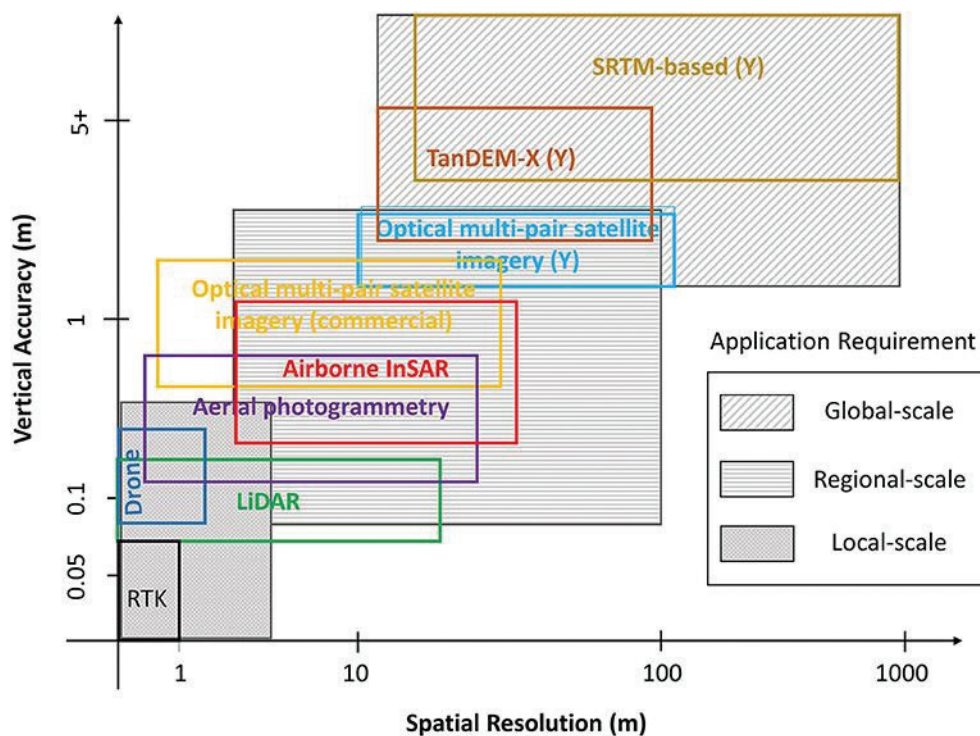 SRTM-based (Y)
5+
TanDEM-X (Y)
Optical multi-pair satellite
imagery (Y)
Optical multi-pair satellite
imagery (commercial)
1
Vertical Accuracy (m)
Application Requirement
Airborne InSAR
Aerial photogrammetry
Global-scale
Drone
Regional-scale
0.1
LiDAR
Local-scale
0.05
RTK
1
10
100
1000
Spatial Resolution (m)